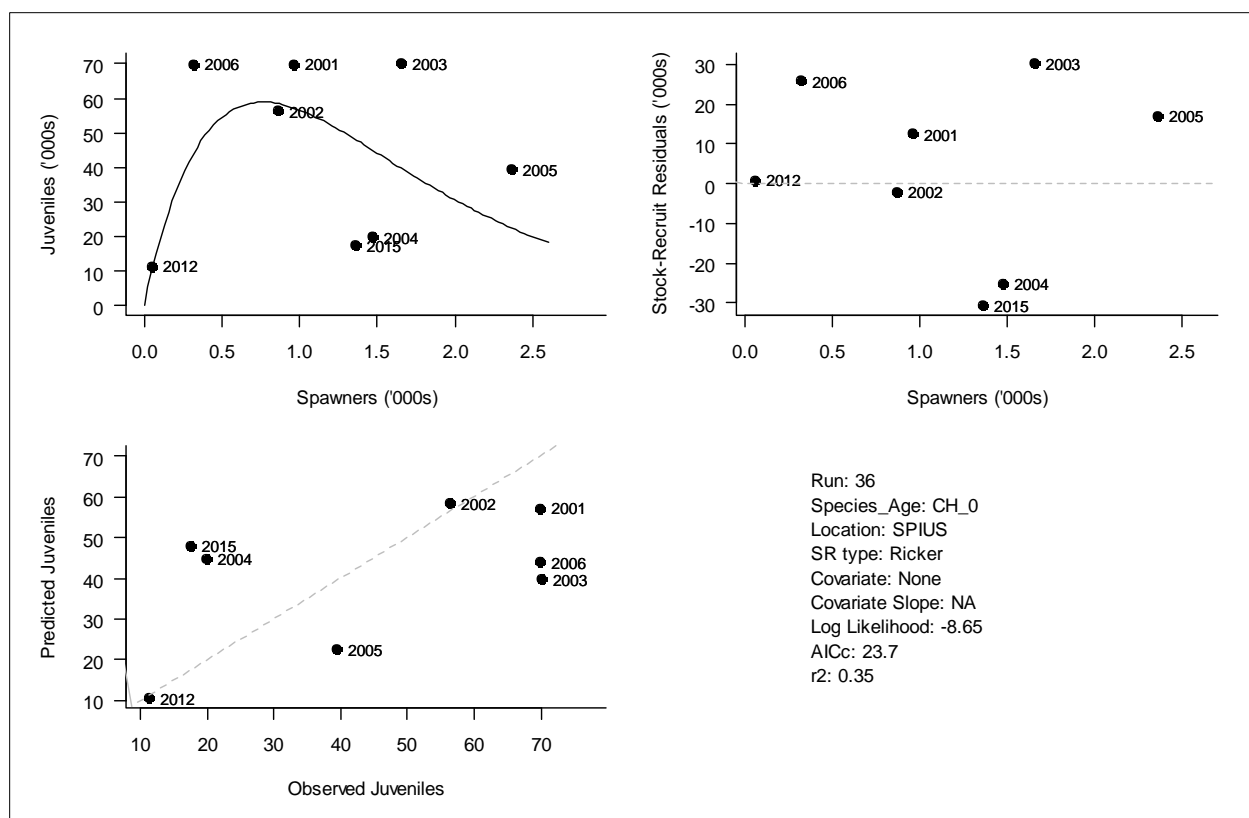 Juveniles ('000s)
70
60
50
40
30
20
10
0
2006
2001
2003
2002
2005
2004
2015
2012
0.0 0.5 1.0 1.5 2.0 2.5
Spawners ('000s)
Stock-Recruit Residuals ('000s)
30
20
10
0
-10
-20
-30
2003
2006
2005
2001
2012
2002
2004
2015
0.0 0.5 1.0 1.5 2.0 2.5
Spawners ('000s)
Predicted Juveniles
70
60
50
40
30
20
10
2002
2001
2015
2004
2006
2003
2005
2012
10 20 30 40 50 60 70
Observed Juveniles
Run: 36
Species_Age: CH_0
Location: SPIUS
SR type: Ricker
Covariate: None
Covariate Slope: NA
Log Likelihood: -8.65
AICc: 23.7
r2: 0.35